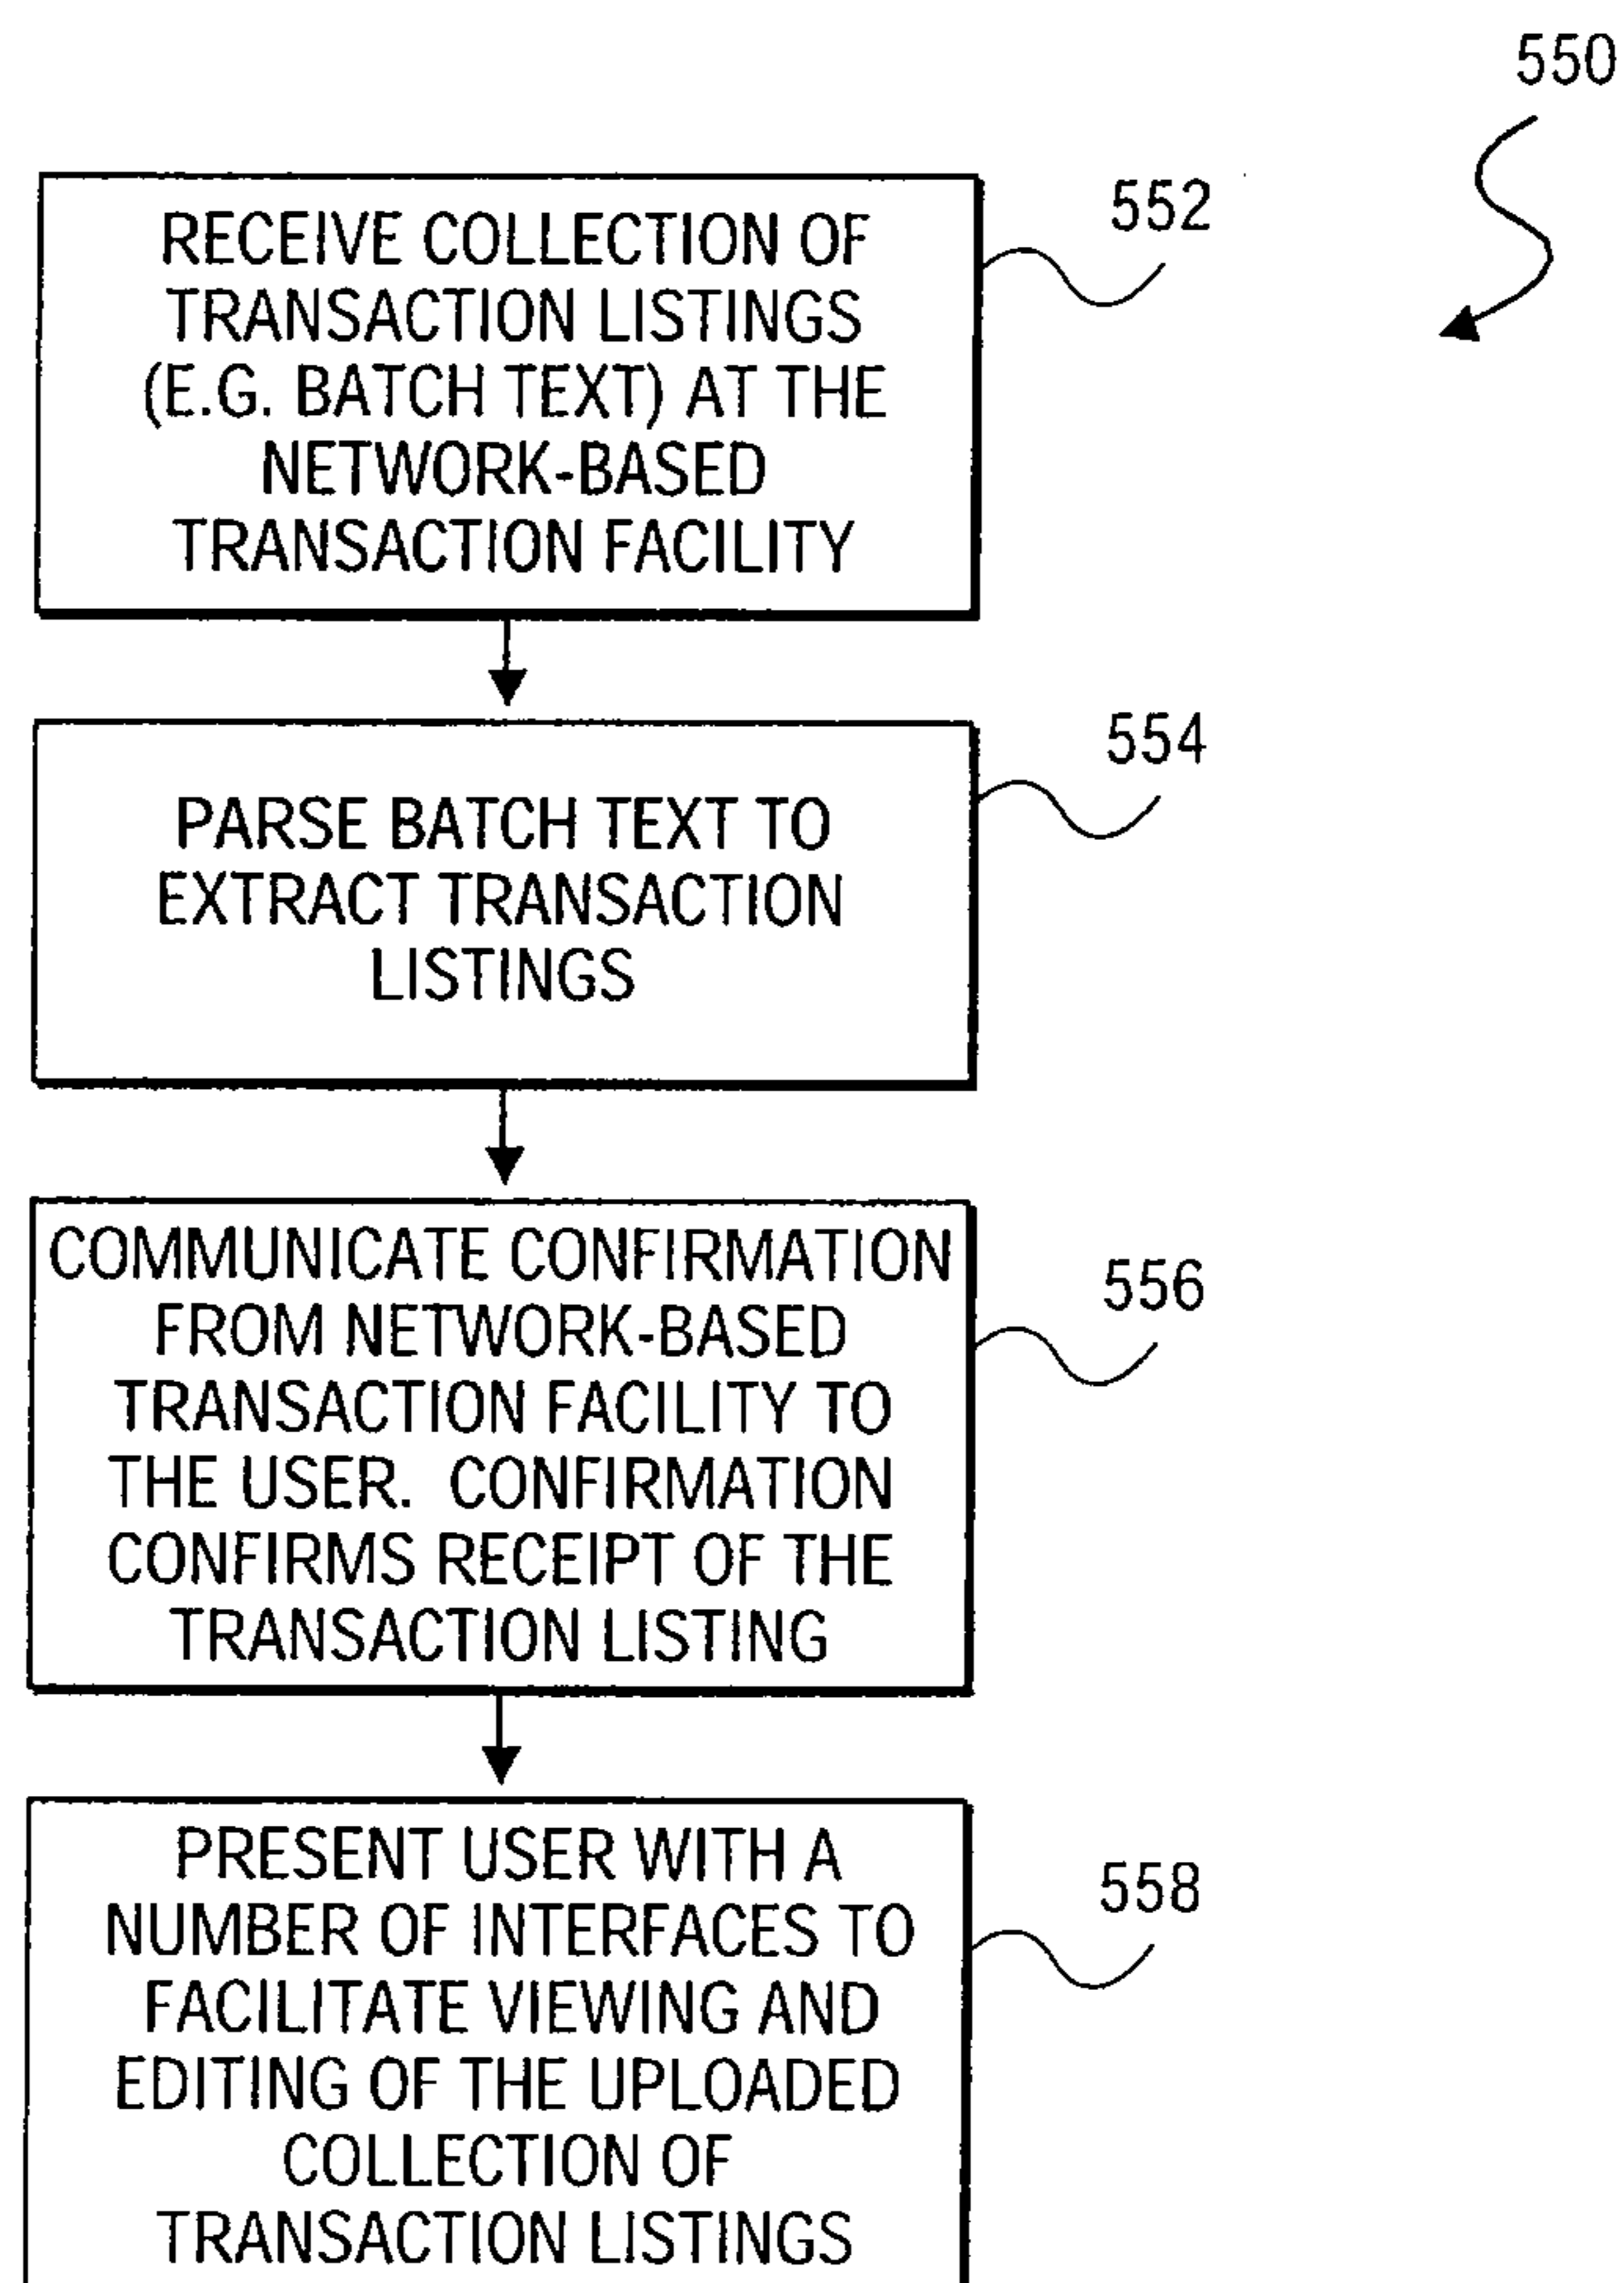 550
552
RECEIVE COLLECTION OF
TRANSACTION LISTINGS
(E.G. BATCH TEXT) AT THE
NETWORK-BASED
TRANSACTION FACILITY
554
PARSE BATCH TEXT TO
EXTRACT TRANSACTION
LISTINGS
556
COMMUNICATE CONFIRMATION
FROM NETWORK-BASED
TRANSACTION FACILITY TO
THE USER. CONFIRMATION
CONFIRMS RECEIPT OF THE
TRANSACTION LISTING
558
PRESENT USER WITH A
NUMBER OF INTERFACES TO
FACILITATE VIEWING AND
EDITING OF THE UPLOADED
COLLECTION OF
TRANSACTION LISTINGS